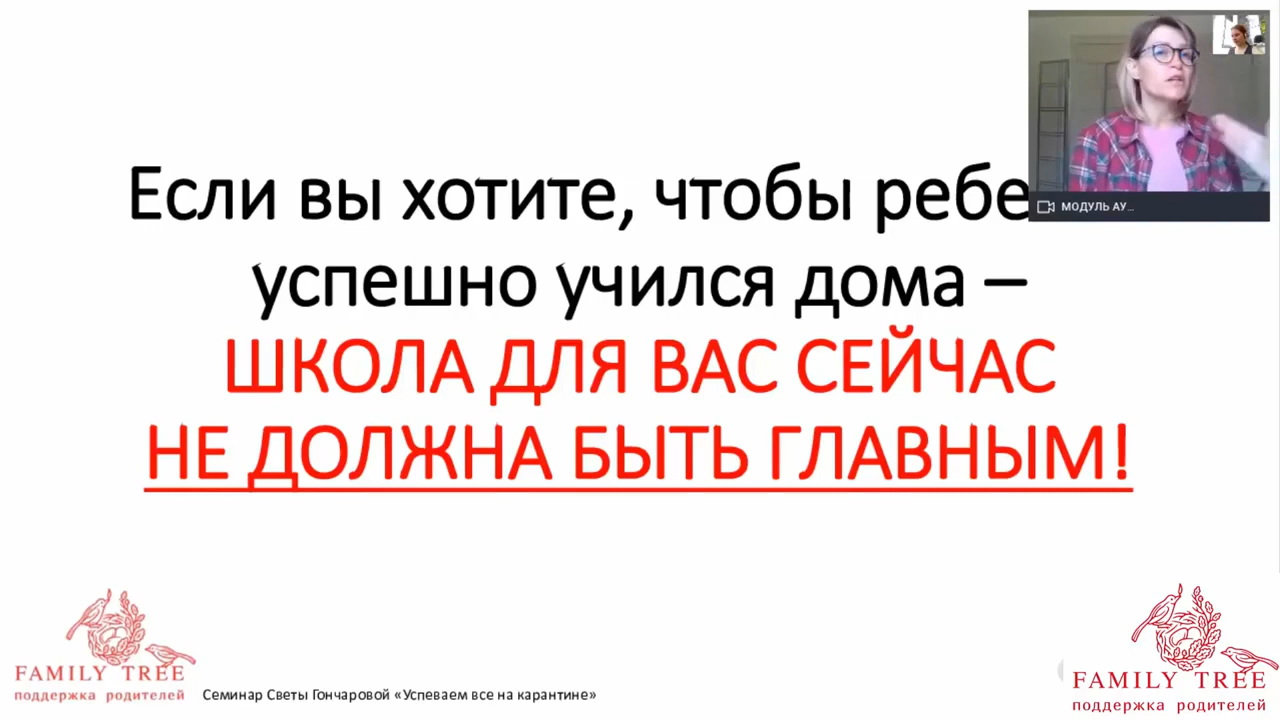 Если вы хотите, чтобы ребе
успешно учился дома –
ШКОЛА ДЛЯ ВАС СЕЙЧАС
НЕ ДОЛЖНА БЫТЬ ГЛАВНЫМ!
МОДУЛЬ АУ...
FAMILY TREE
поддержка родителей
Семинар Светы Гончаровой «Успеваем все на карантине»
FAMILY TREE
поддержка родителей